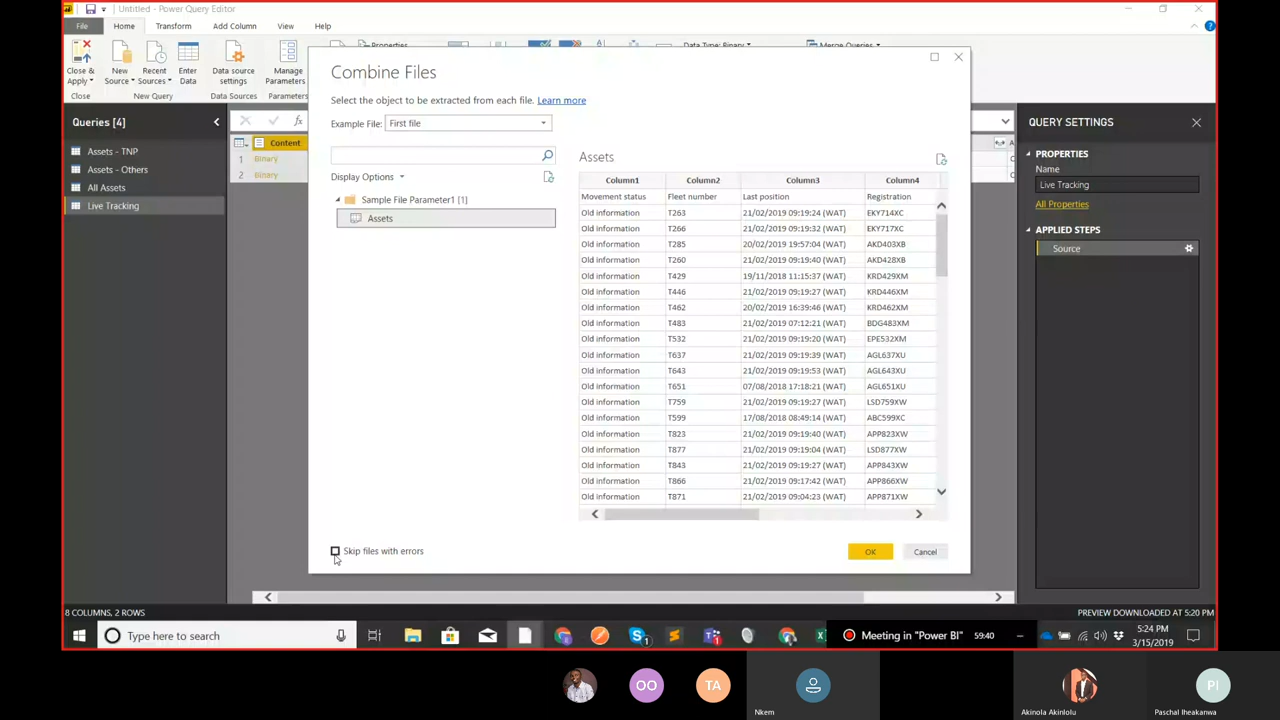 Untitled - Power Query Editor
File Home Transform Add Column View Help
Close & Apply
New Source
Recent Sources
Enter Data
Data source settings
Manage Parameters
Properties
Data Type: Binary
Merge Queries
Close New Query Data Sources Parameters
Queries [4]
Assets - TNP
Assets - Others
All Assets
Live Tracking
fx
Content
1 Binary
2 Binary
Combine Files
Select the object to be extracted from each file. Learn more
Example File: First file
Display Options
Sample File Parameter1 [1]
Assets
Assets
Column1 Column2 Column3 Column4
Movement status Fleet number Last position Registration
Old information T263 21/02/2019 09:19:24 (WAT) EKY714XC
Old information T266 21/02/2019 09:19:32 (WAT) EKY717XC
Old information T285 20/02/2019 19:57:04 (WAT) AKD403XB
Old information T260 21/02/2019 09:19:40 (WAT) AKD428XB
Old information T429 19/11/2018 11:15:37 (WAT) KRD429XM
Old information T446 21/02/2019 09:19:27 (WAT) KRD446XM
Old information T462 20/02/2019 16:39:46 (WAT) KRD462XM
Old information T483 21/02/2019 07:12:21 (WAT) BDG483XM
Old information T532 21/02/2019 09:19:20 (WAT) EPE532XM
Old information T637 21/02/2019 09:19:39 (WAT) AGL637XU
Old information T643 21/02/2019 09:19:53 (WAT) AGL643XU
Old information T651 07/08/2018 17:18:21 (WAT) AGL651XU
Old information T759 21/02/2019 09:19:27 (WAT) LSD759XW
Old information T599 17/08/2018 08:49:14 (WAT) ABC599XC
Old information T823 21/02/2019 09:19:40 (WAT) APP823XW
Old information T877 21/02/2019 09:19:04 (WAT) LSD877XW
Old information T843 21/02/2019 09:19:27 (WAT) APP843XW
Old information T866 21/02/2019 09:17:42 (WAT) APP866XW
Old information T871 21/02/2019 09:04:23 (WAT) APP871XW
Skip files with errors
OK
Cancel
QUERY SETTINGS
PROPERTIES
Name
Live Tracking
All Properties
APPLIED STEPS
Source
8 COLUMNS, 2 ROWS
PREVIEW DOWNLOADED AT 5:20 PM
Type here to search
Meeting in "Power BI" 59:40
5:24 PM
3/15/2019
OO
TA
Nkem
Akinola Akinlolu
PI
Paschal Iheakanwa